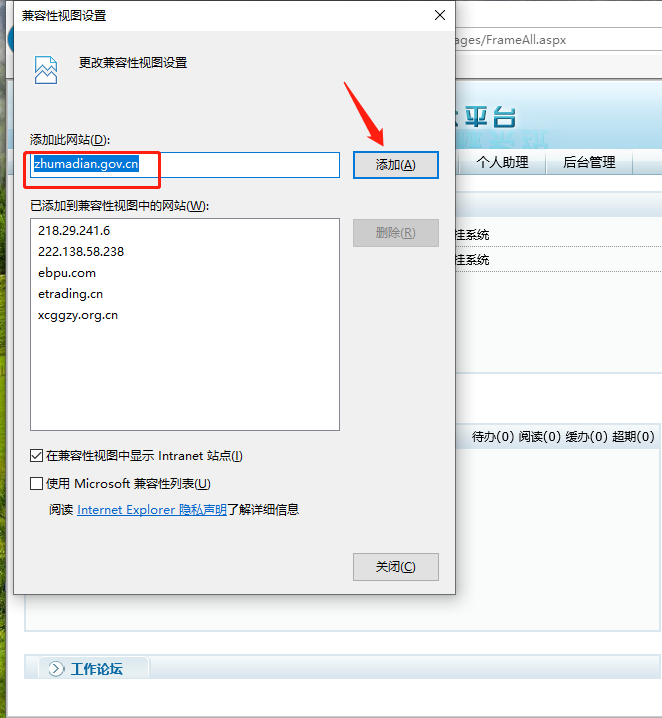 兼容性视图设置
ages/FrameAll.aspx
更改兼容性视图设置
平台
添加此网站(D):
zhumadian.gov.cn
添加(A)
个人助理
后台管理
已添加到兼容性视图中的网站(W):
218.29.241.6
删除(R)
挂系统
222.138.58.238
挂系统
ebpu.com
etrading.cn
xcggzy.org.cn
待办(0) 阅读(0) 缓办(0) 超期(0)
在兼容性视图中显示 Intranet 站点(I)
使用 Microsoft 兼容性列表(U)
阅读 Internet Explorer 隐私声明了解详细信息
关闭(C)
工作论坛